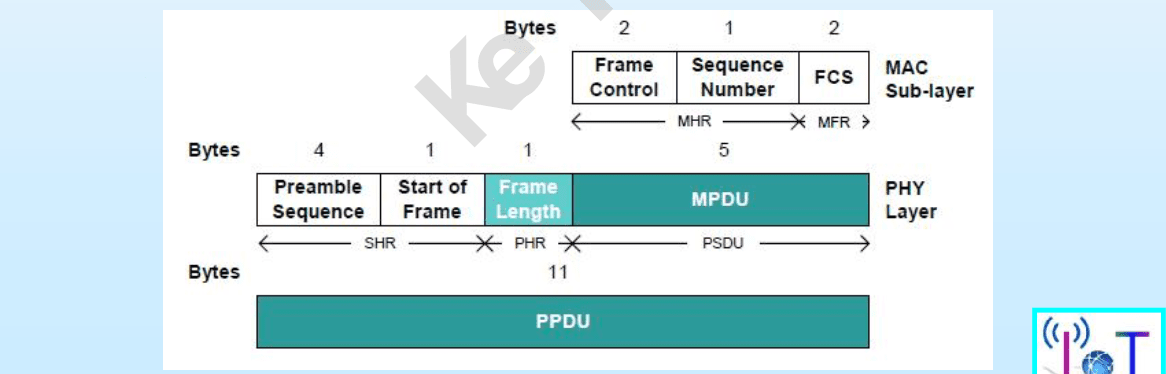 Bytes 2 1 2
Frame Control Sequence Number FCS MAC Sub-layer
MHR MFR
Bytes 4 1 1 5
Preamble Sequence Start of Frame Frame Length MPDU PHY Layer
SHR PHR PSDU
Bytes 11
PPDU
Ke
IoT